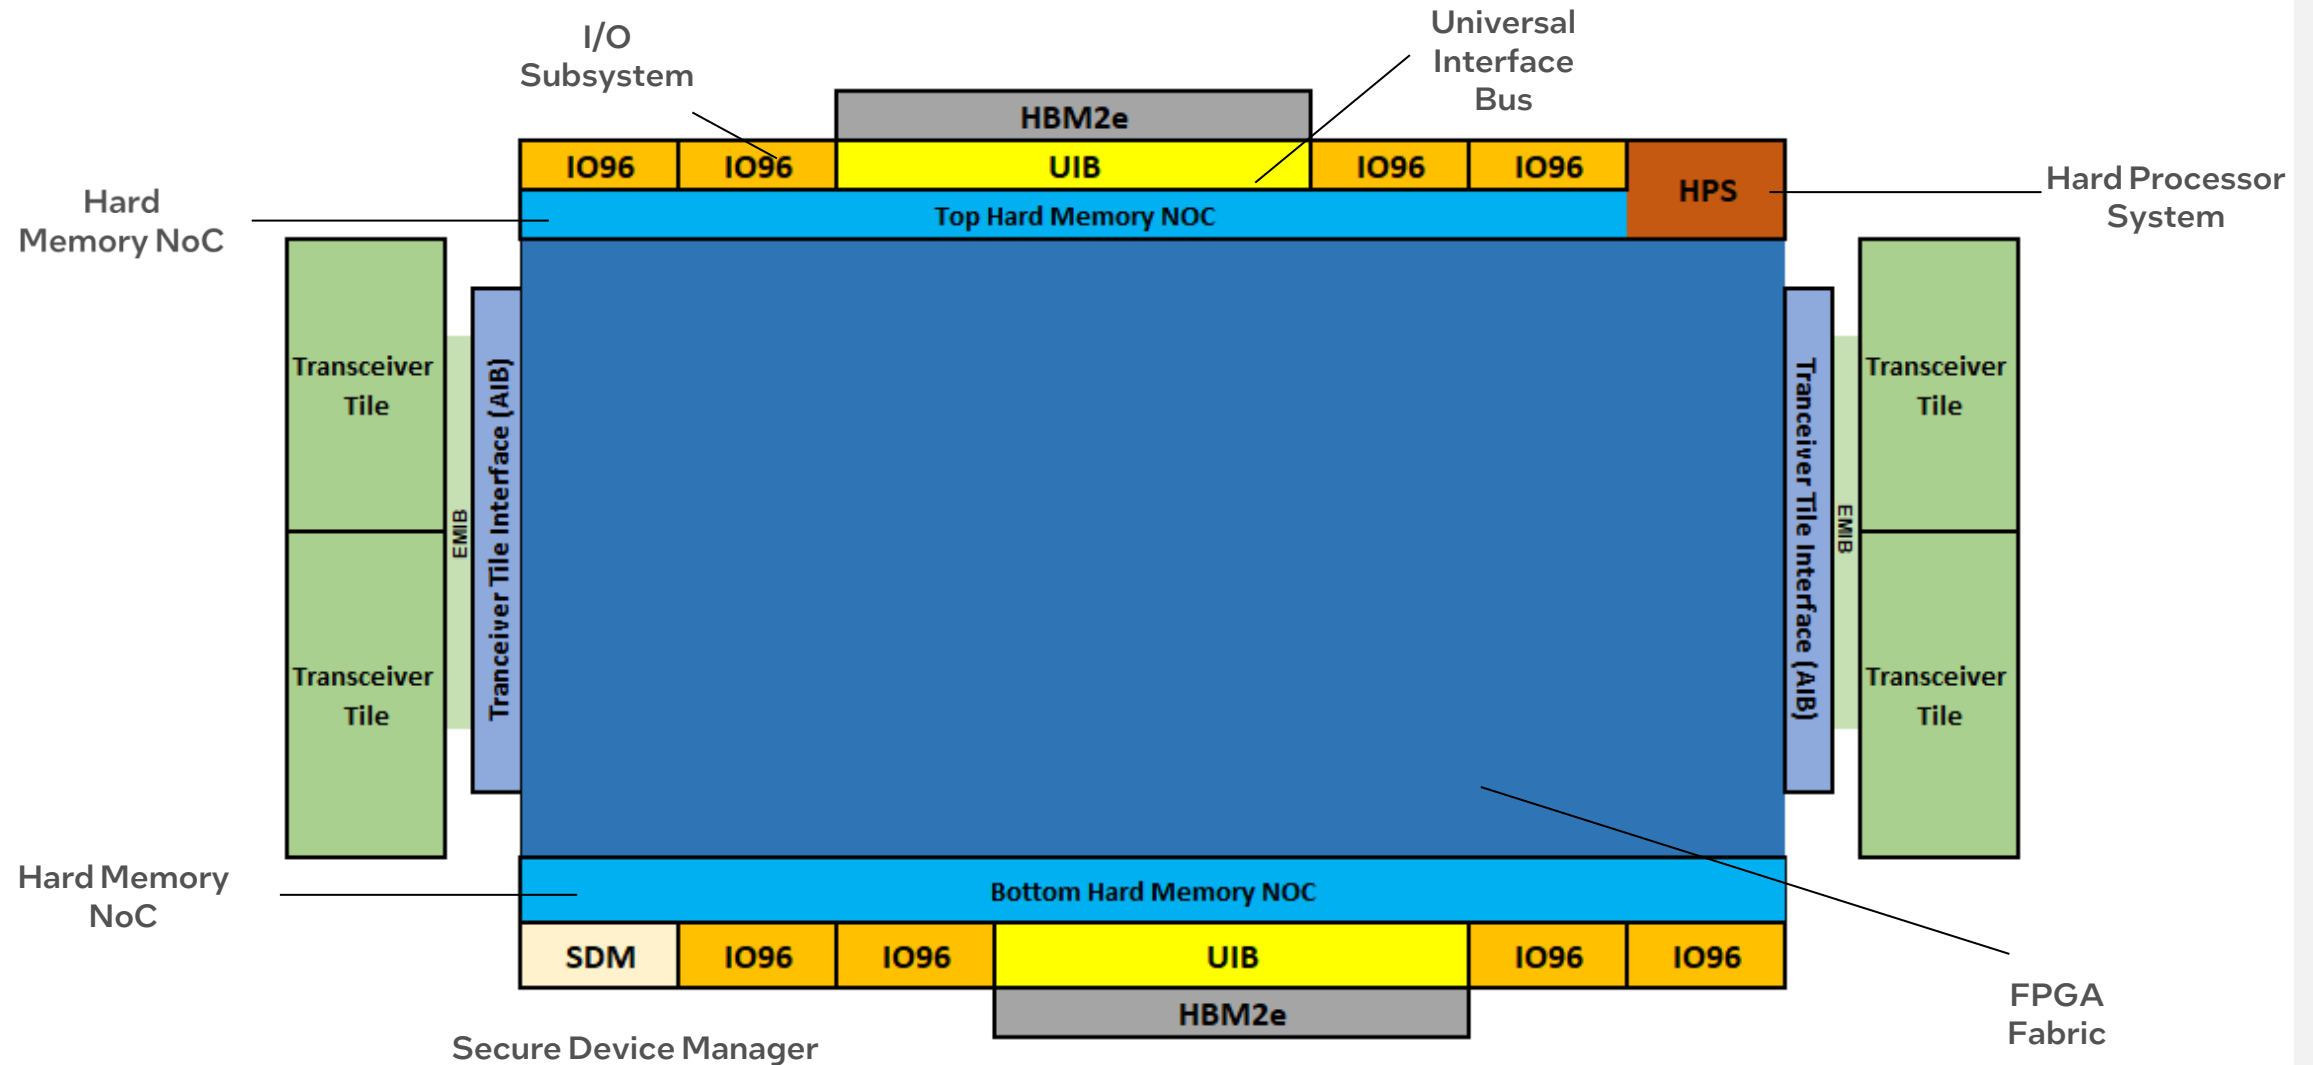 I/O
Subsystem
Universal
Interface
Bus
HBM2e
IO96
IO96
UIB
IO96
IO96
HPS
Hard Processor
System
Hard
Memory NoC
Top Hard Memory NOC
Transceiver
Tile
Transceiver
Tile
EMIB
Tranceiver Tile Interface (AIB)
Tranceiver Tile Interface (AIB)
EMIB
Transceiver
Tile
Transceiver
Tile
Hard Memory
NoC
Bottom Hard Memory NOC
SDM
IO96
IO96
UIB
IO96
IO96
HBM2e
Secure Device Manager
FPGA
Fabric